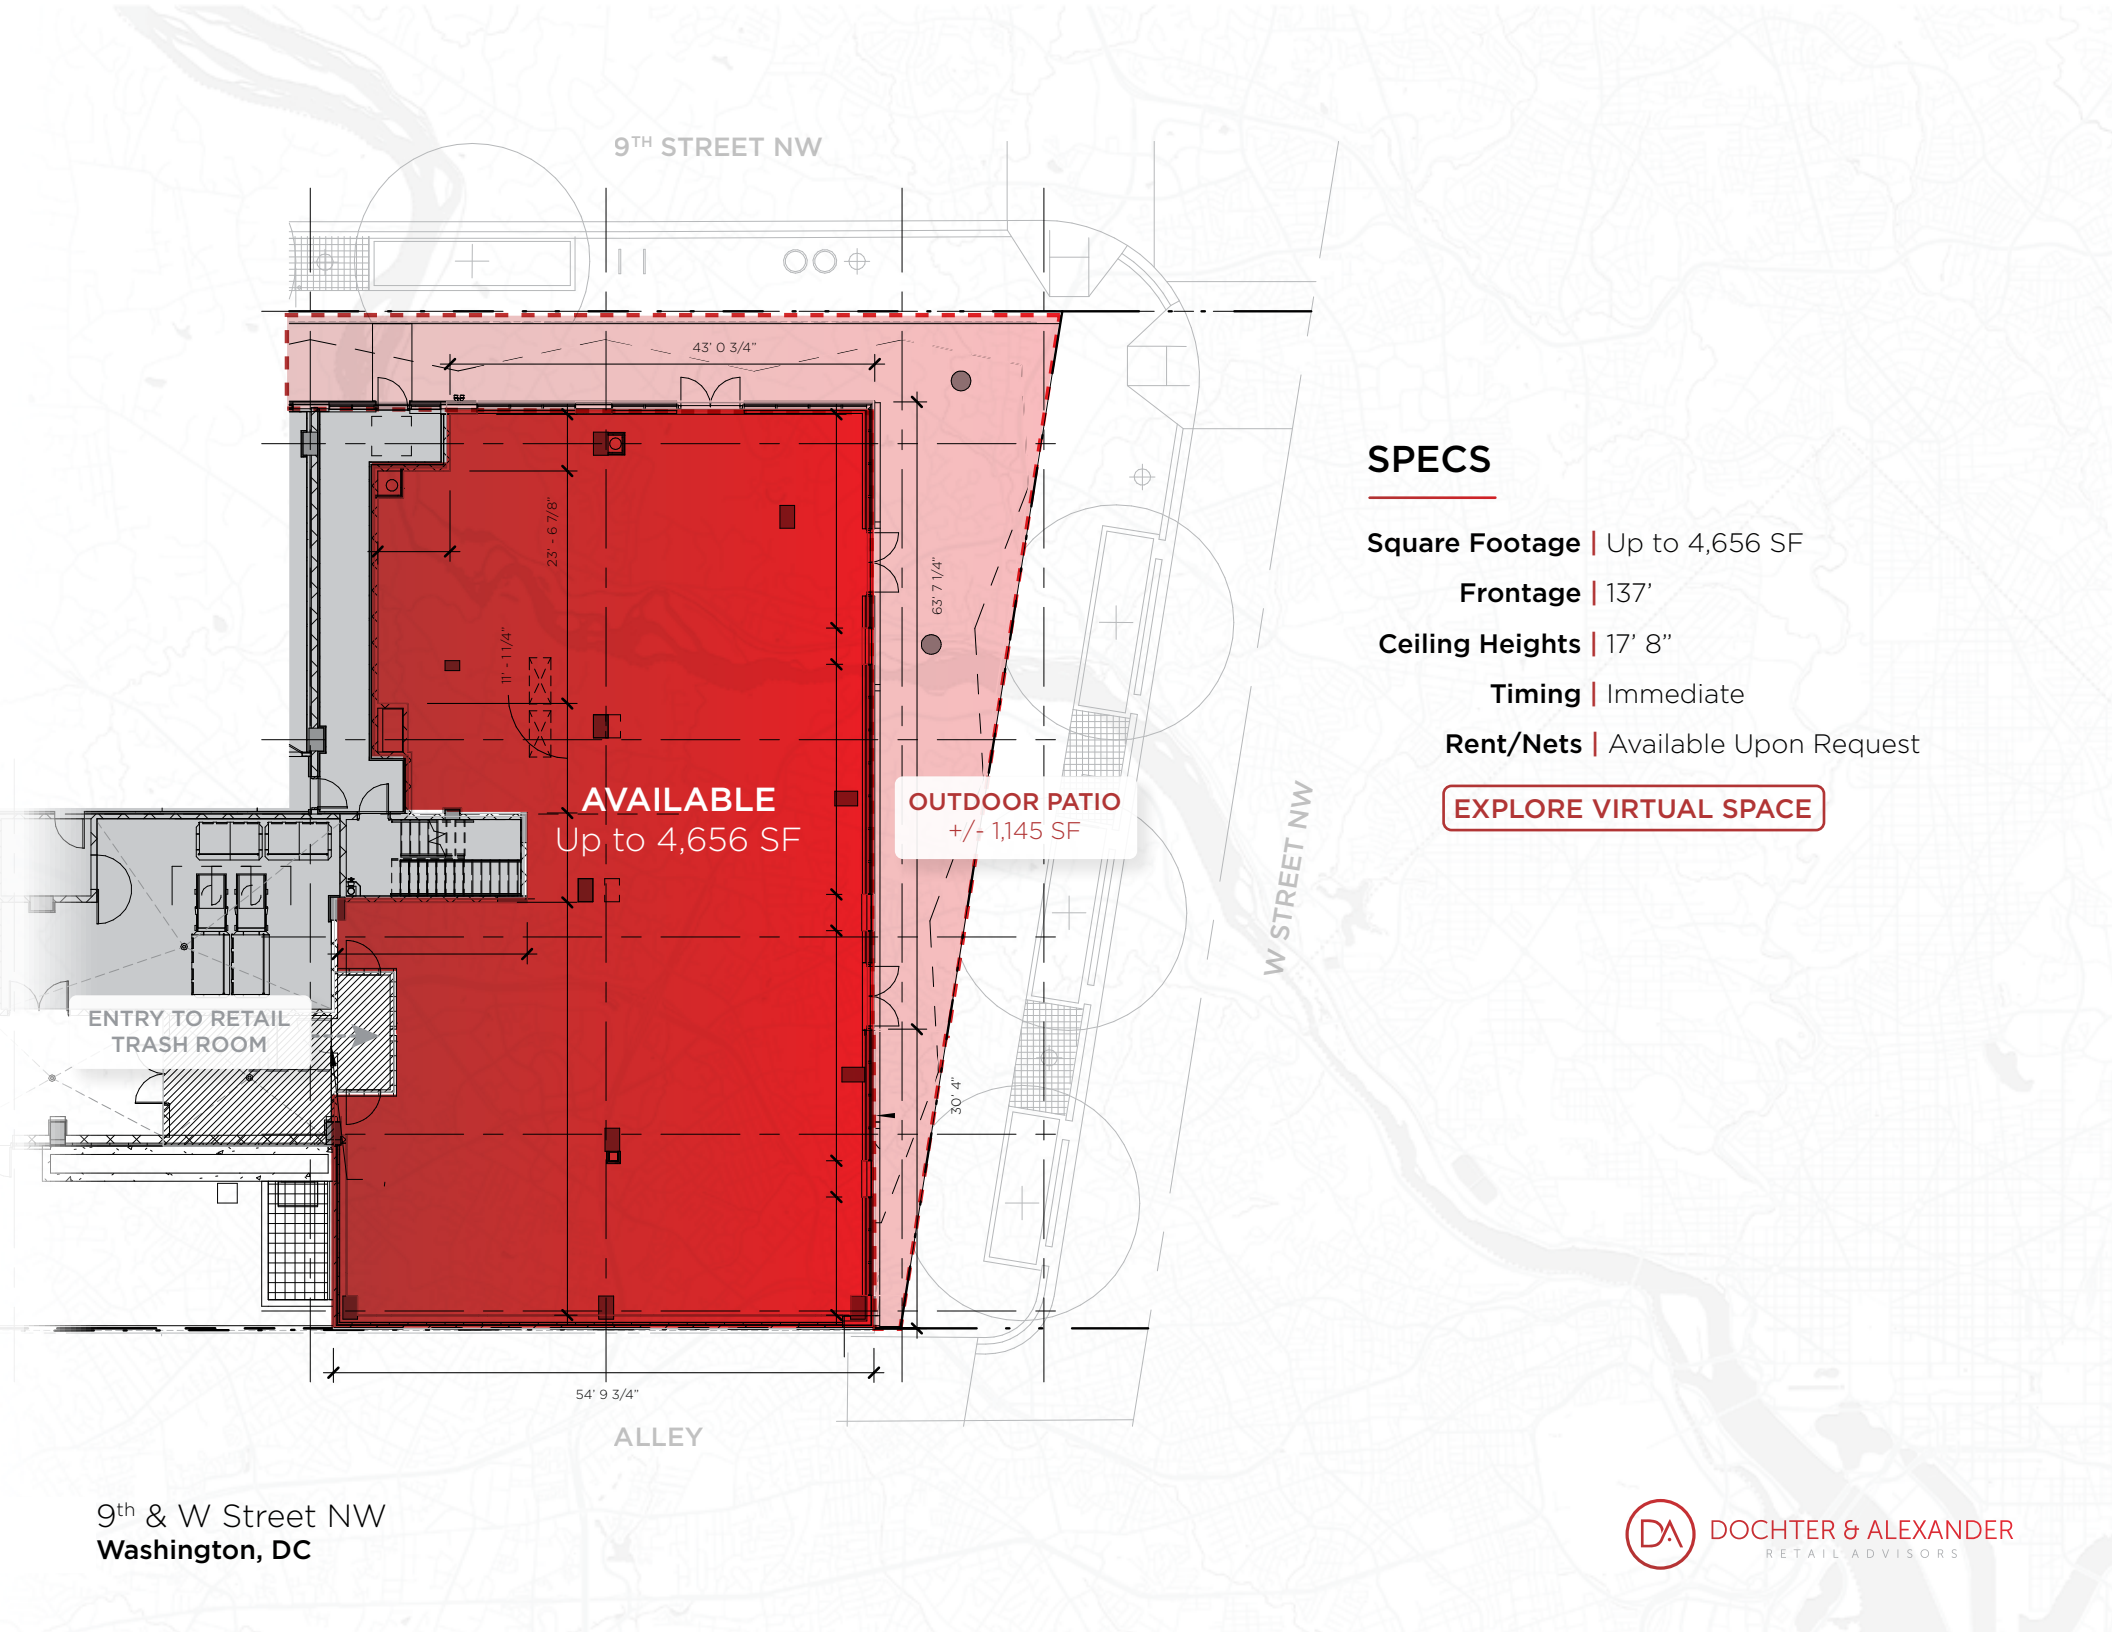 9TH STREET NW
43' 0 3/4"
23' - 6 7/8"
63' 7 1/4"
11' - 1 1/4"
AVAILABLE
Up to 4,656 SF
OUTDOOR PATIO
+/- 1,145 SF
W STREET NW
ENTRY TO RETAIL
TRASH ROOM
30' 4"
54' 9 3/4"
ALLEY
SPECS
Square Footage | Up to 4,656 SF
Frontage | 137’
Ceiling Heights | 17’ 8”
Timing | Immediate
Rent/Nets | Available Upon Request
EXPLORE VIRTUAL SPACE
9th & W Street NW
Washington, DC
DA
DOCHTER & ALEXANDER
RETAIL ADVISORS